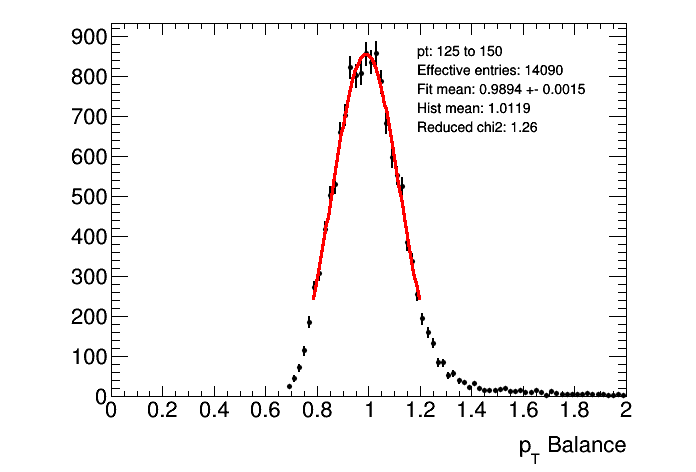 900
800
700
600
500
400
300
200
100
0
0 0.2 0.4 0.6 0.8 1 1.2 1.4 1.6 1.8 2
pt: 125 to 150
Effective entries: 14090
Fit mean: 0.9894 +- 0.0015
Hist mean: 1.0119
Reduced chi2: 1.26
p_T Balance